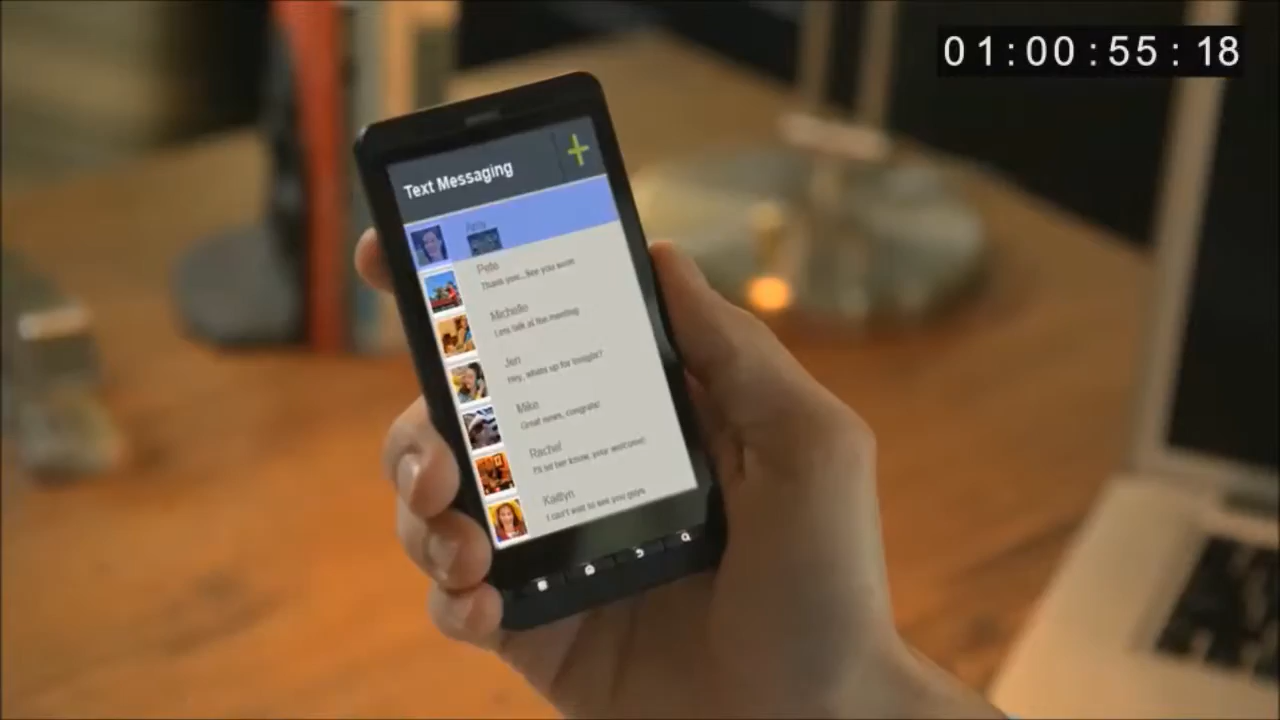 01:00:55:18
Text Messaging
Amy
Pete
Thank you...See you soon
Michelle
Lets talk at the meeting
Jen
Hey, whats up for tonight?
Mike
Great news, congrats!
Rachel
I'll let her know, your welcome!
Kaitlyn
I can't wait to see you guys